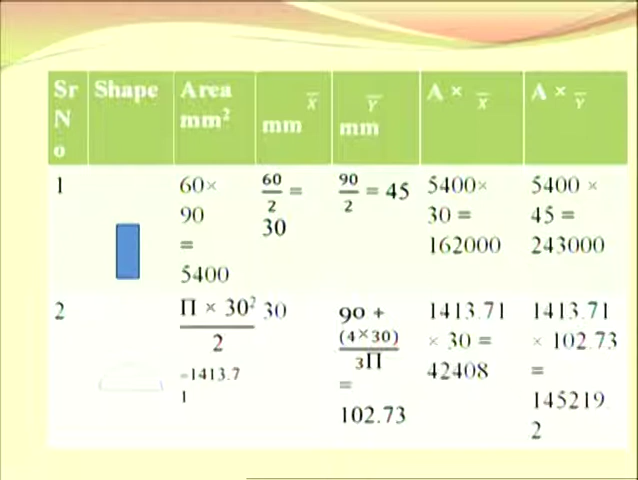 Sr N o Shape Area mm² X̅ mm Y̅ mm A × X̅ A × Y̅
1 60× 90 = 5400 60/2 = 30 90/2 = 45 5400× 30 = 162000 5400 × 45 = 243000
2 Π × 30² / 2 =1413.7 1 30 90 + (4×30)/3Π = 102.73 1413.71 × 30 = 42408 1413.71 × 102.73 = 145219. 2